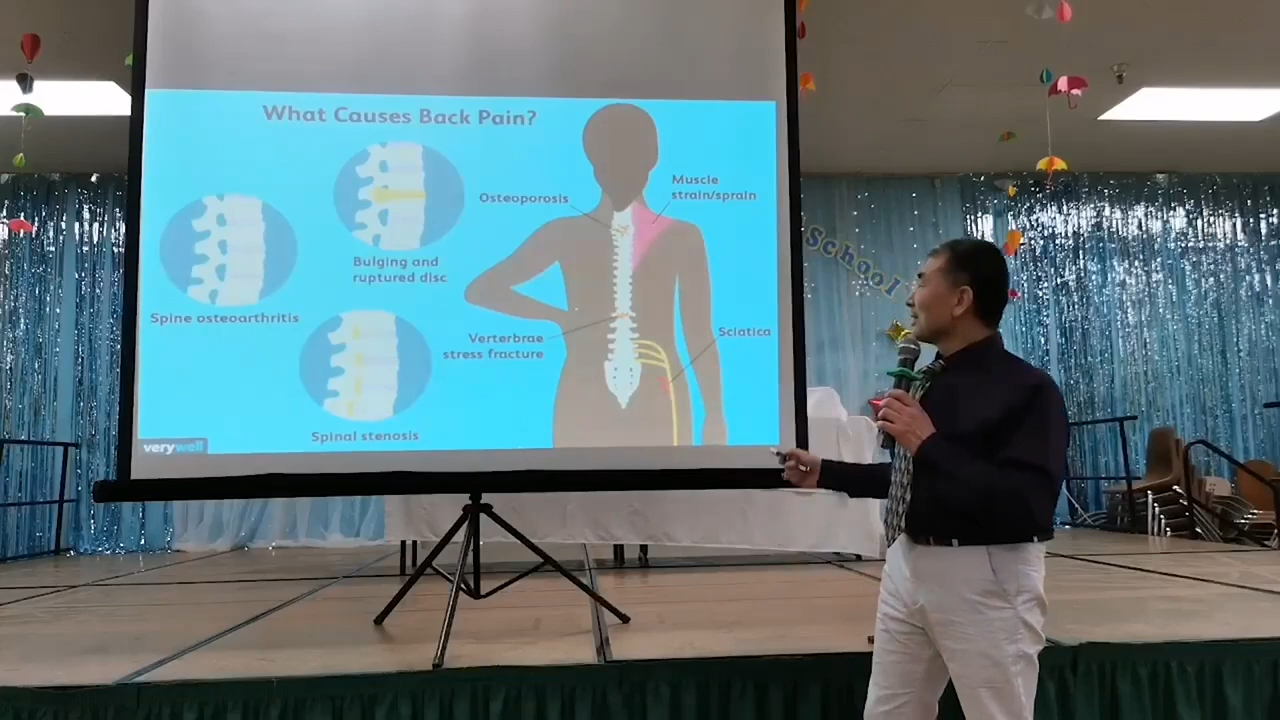 What Causes Back Pain?
Osteoporosis
Muscle
strain/sprain
Bulging and
ruptured disc
Spine osteoarthritis
Verterbrae
stress fracture
Sciatica
Spinal stenosis
verywell
School